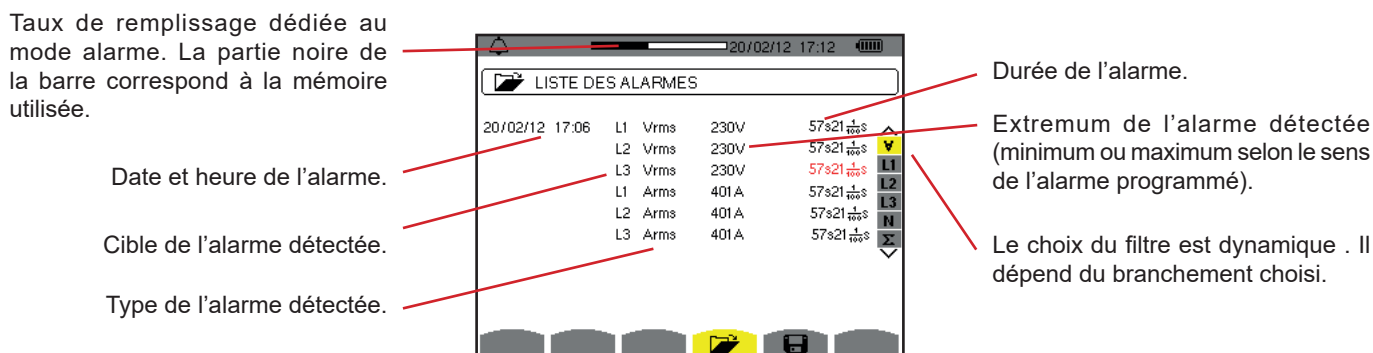 Taux de remplissage dédiée au
mode alarme. La partie noire de
la barre correspond à la mémoire
utilisée.
Date et heure de l’alarme.
Cible de l’alarme détectée.
Type de l’alarme détectée.
20/02/12 17:12
LISTE DES ALARMES
20/02/12 17:06 L1 Vrms 230V 57s21 1/100 s
L2 Vrms 230V 57s21 1/100 s
L3 Vrms 230V 57s21 1/100 s
L1 Arms 401A 57s21 1/100 s
L2 Arms 401A 57s21 1/100 s
L3 Arms 401A 57s21 1/100 s
∀
L1
L2
L3
N
Σ
Durée de l’alarme.
Extremum de l’alarme détectée
(minimum ou maximum selon le sens
de l’alarme programmé).
Le choix du filtre est dynamique . Il
dépend du branchement choisi.